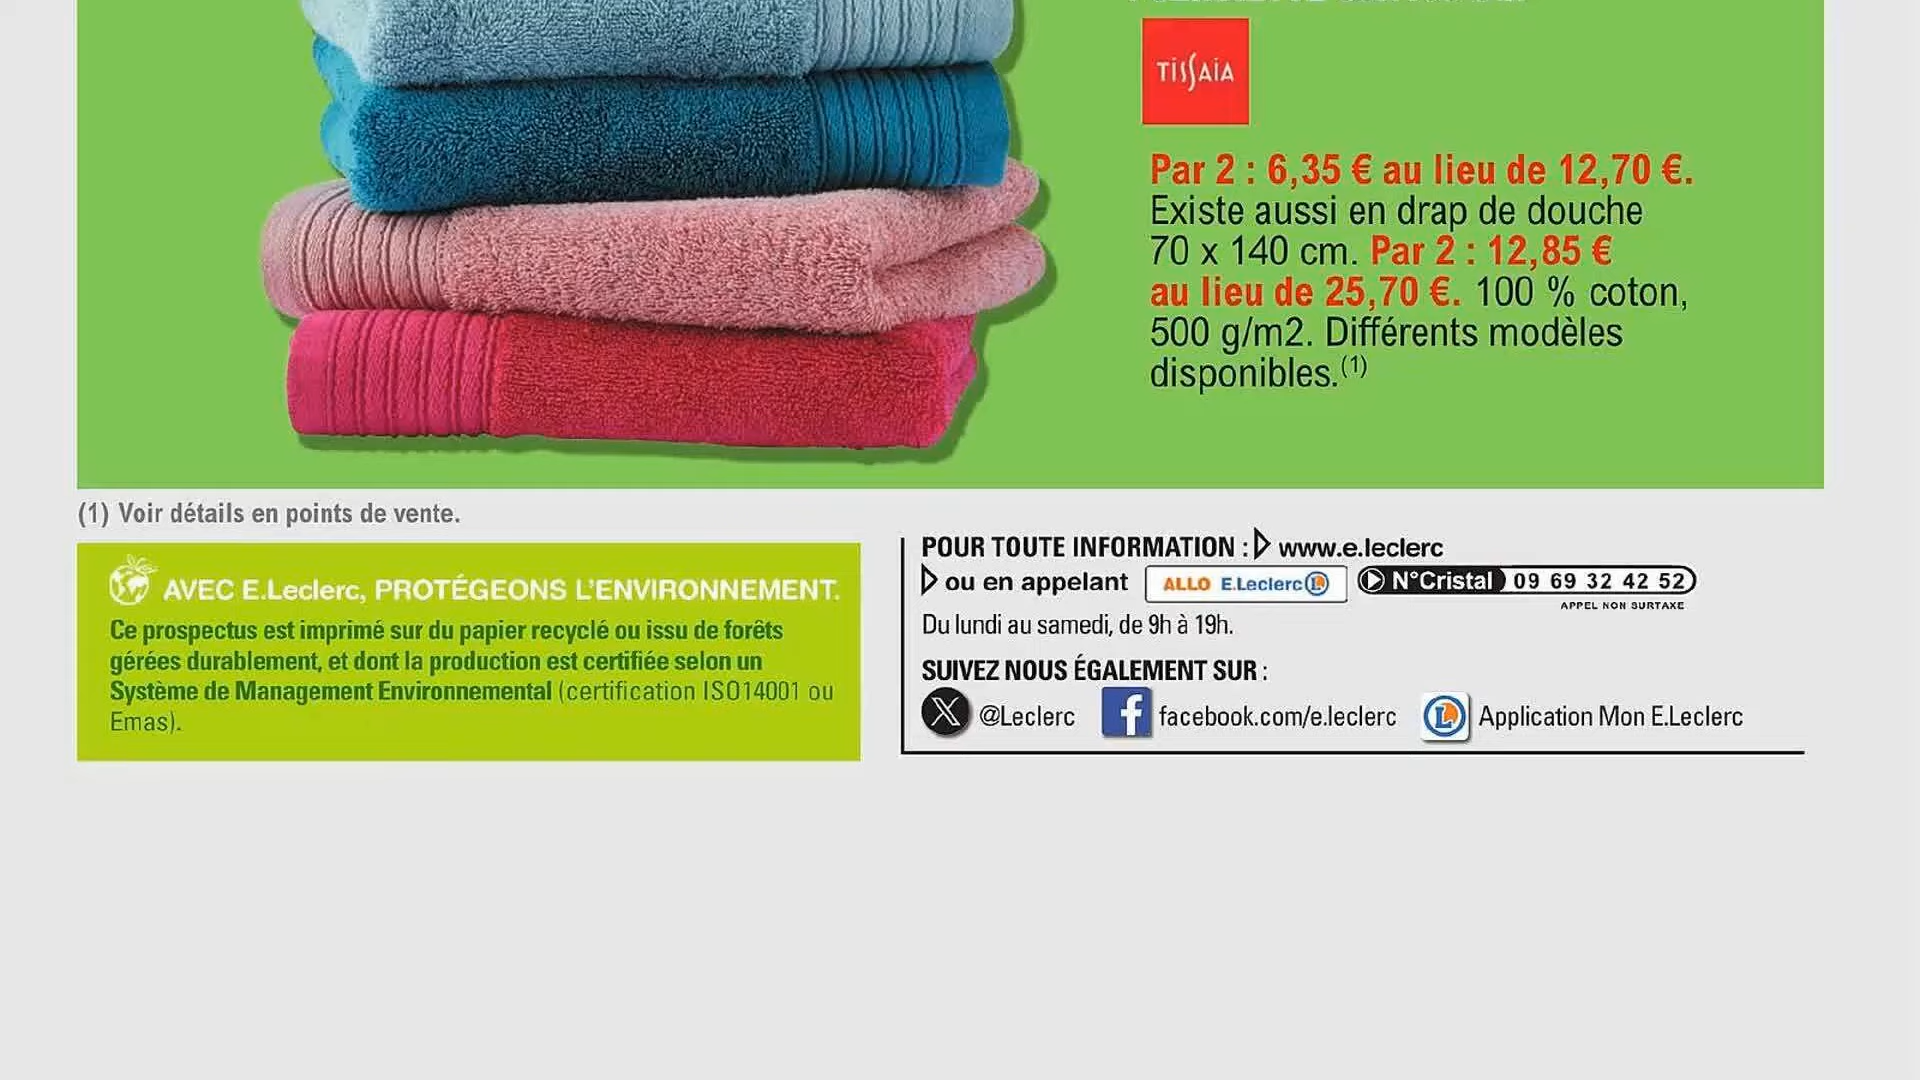 TISSAIA
Par 2 : 6,35 € au lieu de 12,70 €.
Existe aussi en drap de douche
70 x 140 cm. Par 2 : 12,85 €
au lieu de 25,70 €. 100 % coton,
500 g/m2. Différents modèles
disponibles.(1)
(1) Voir détails en points de vente.
AVEC E.Leclerc, PROTÉGEONS L'ENVIRONNEMENT.
Ce prospectus est imprimé sur du papier recyclé ou issu de forêts
gérées durablement, et dont la production est certifiée selon un
Système de Management Environnemental (certification ISO14001 ou
Emas).
POUR TOUTE INFORMATION : www.e.leclerc
ou en appelant ALLO E.Leclerc L N°Cristal 09 69 32 42 52
APPEL NON SURTAXE
Du lundi au samedi, de 9h à 19h.
SUIVEZ NOUS ÉGALEMENT SUR :
@Leclerc facebook.com/e.leclerc Application Mon E.Leclerc